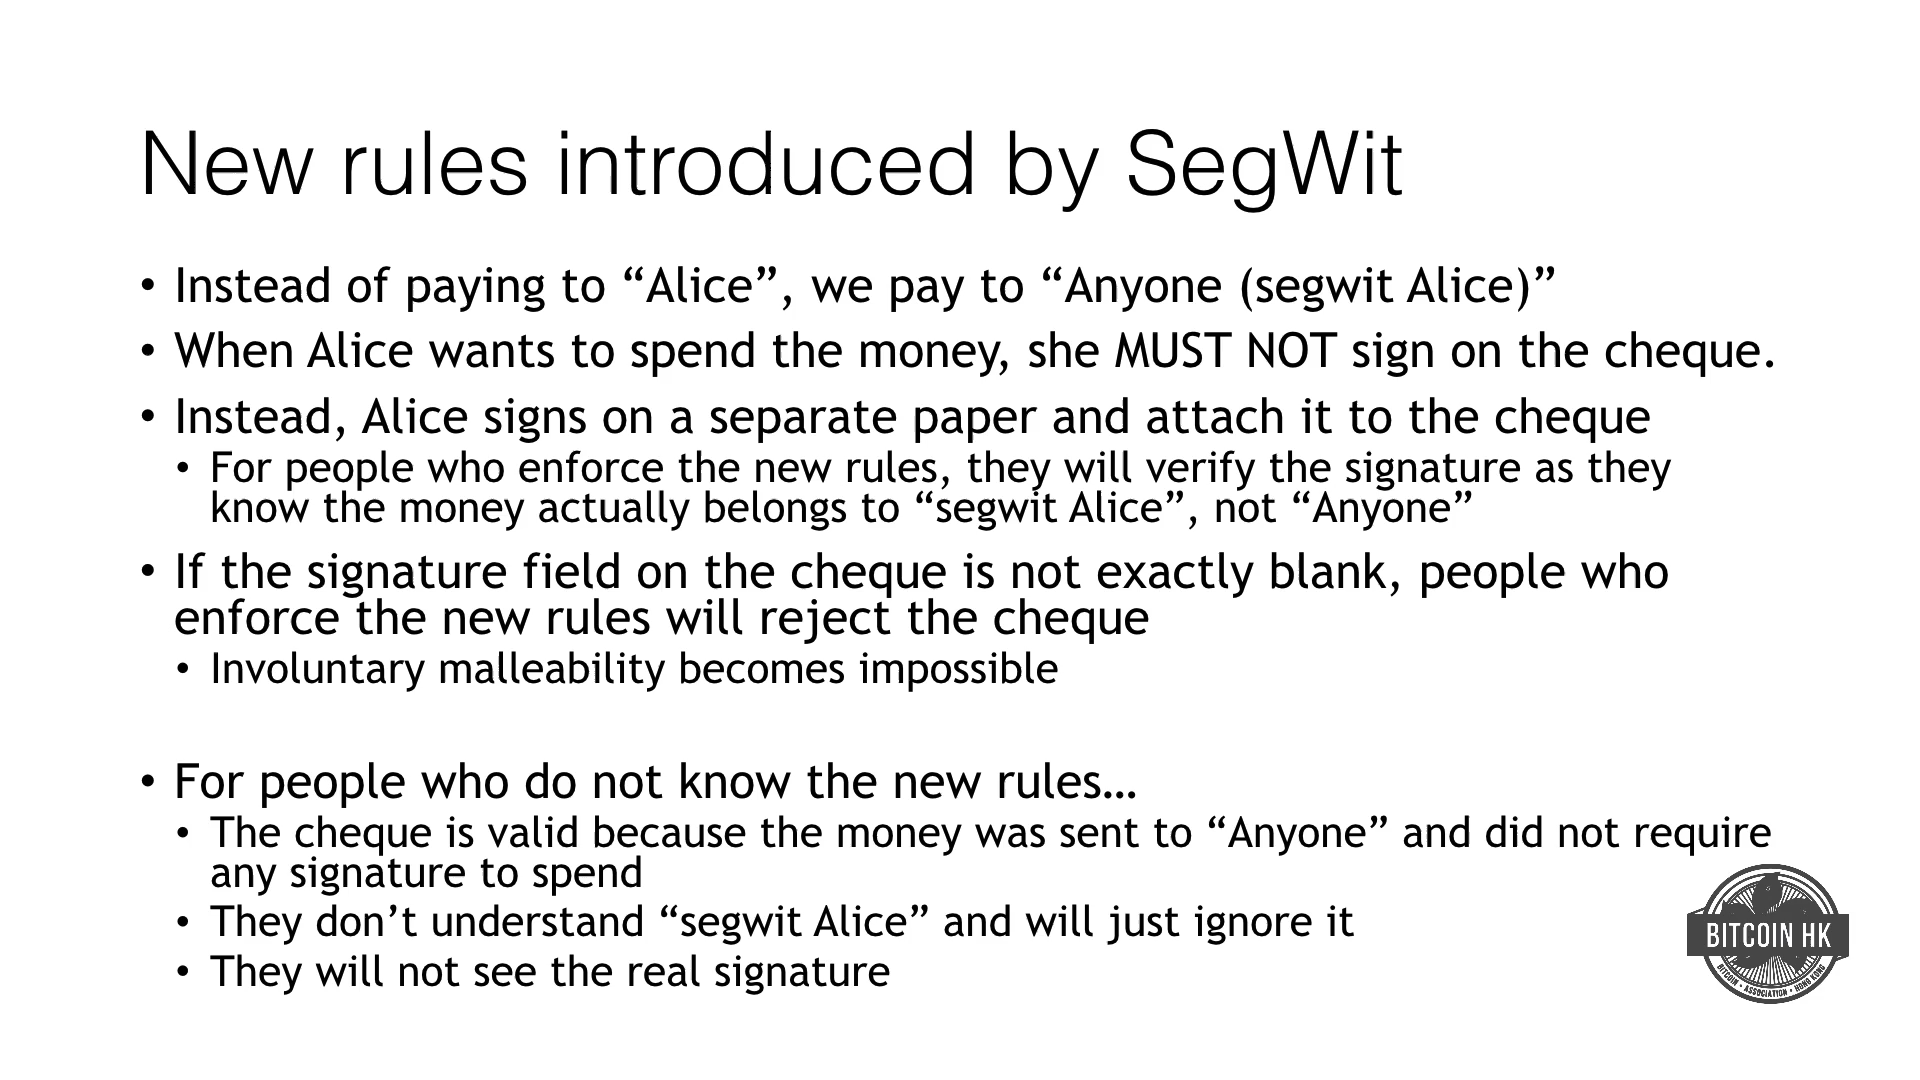 New rules introduced by SegWit
• Instead of paying to “Alice”, we pay to “Anyone (segwit Alice)”
• When Alice wants to spend the money, she MUST NOT sign on the cheque.
• Instead, Alice signs on a separate paper and attach it to the cheque
• For people who enforce the new rules, they will verify the signature as they
know the money actually belongs to “segwit Alice”, not “Anyone”
• If the signature field on the cheque is not exactly blank, people who
enforce the new rules will reject the cheque
• Involuntary malleability becomes impossible
• For people who do not know the new rules…
• The cheque is valid because the money was sent to “Anyone” and did not require
any signature to spend
• They don’t understand “segwit Alice” and will just ignore it
• They will not see the real signature
BITCOIN HK
BITCOIN • ASSOCIATION • HONG KONG